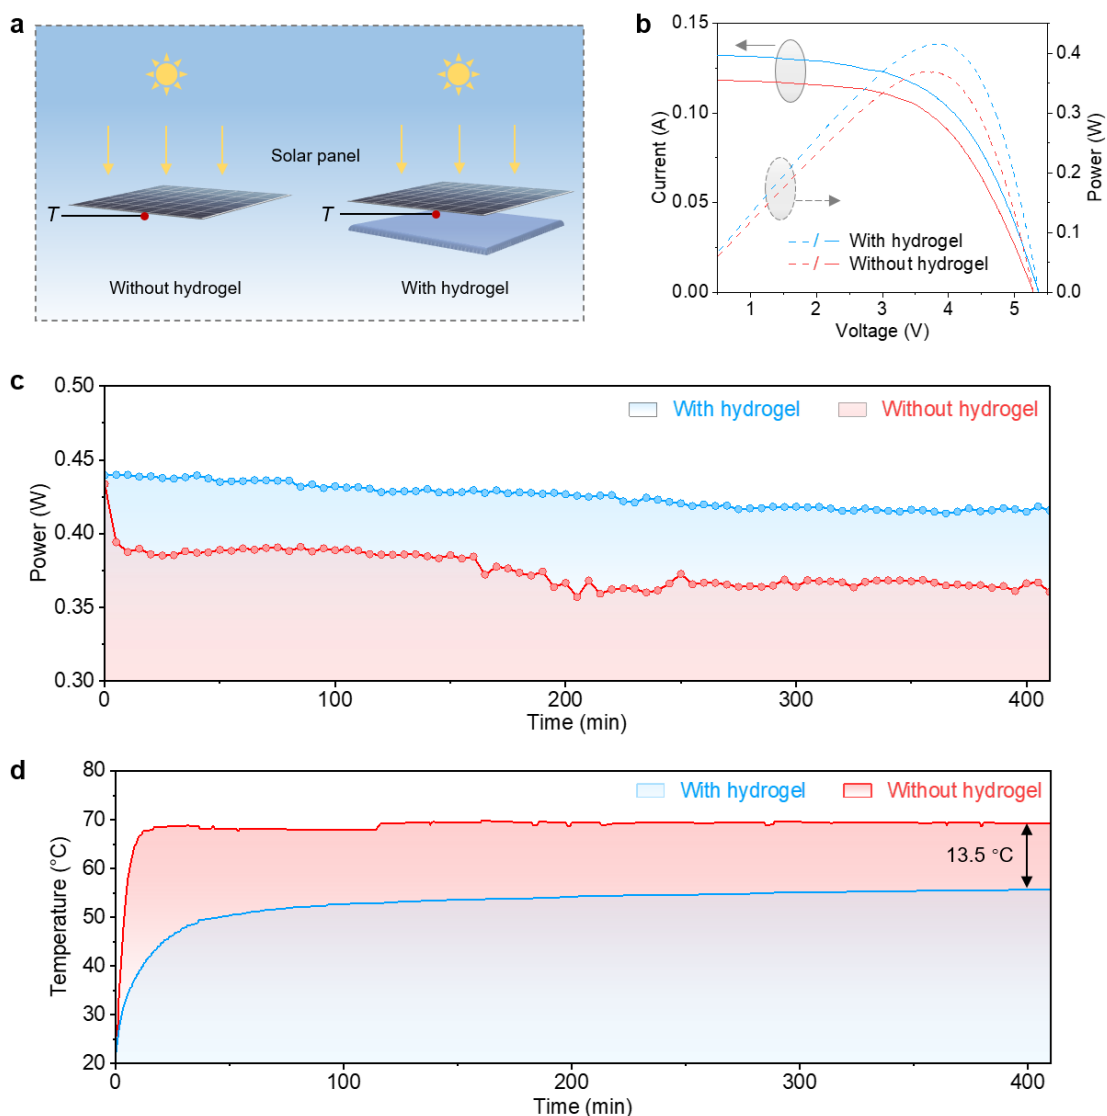 a
Solar panel
T
T
Without hydrogel
With hydrogel
b
0.15
0.10
0.05
0.00
Current (A)
1
2
3
4
5
Voltage (V)
0.4
0.3
0.2
0.1
0.0
Power (W)
/ With hydrogel
/ Without hydrogel
c
0.50
0.45
0.40
0.35
0.30
Power (W)
With hydrogel
Without hydrogel
0
100
200
300
400
Time (min)
d
80
70
60
50
40
30
20
Temperature (°C)
With hydrogel
Without hydrogel
13.5 °C
0
100
200
300
400
Time (min)